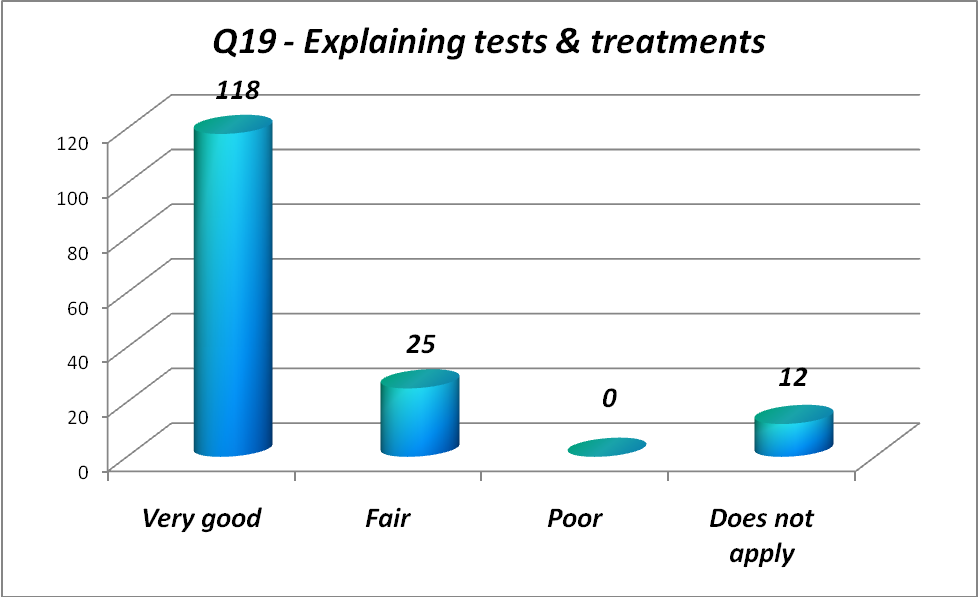 Q19 - Explaining tests & treatments
118
120
100
80
60
40
20
0
25
0
12
Very good
Fair
Poor
Does not
apply